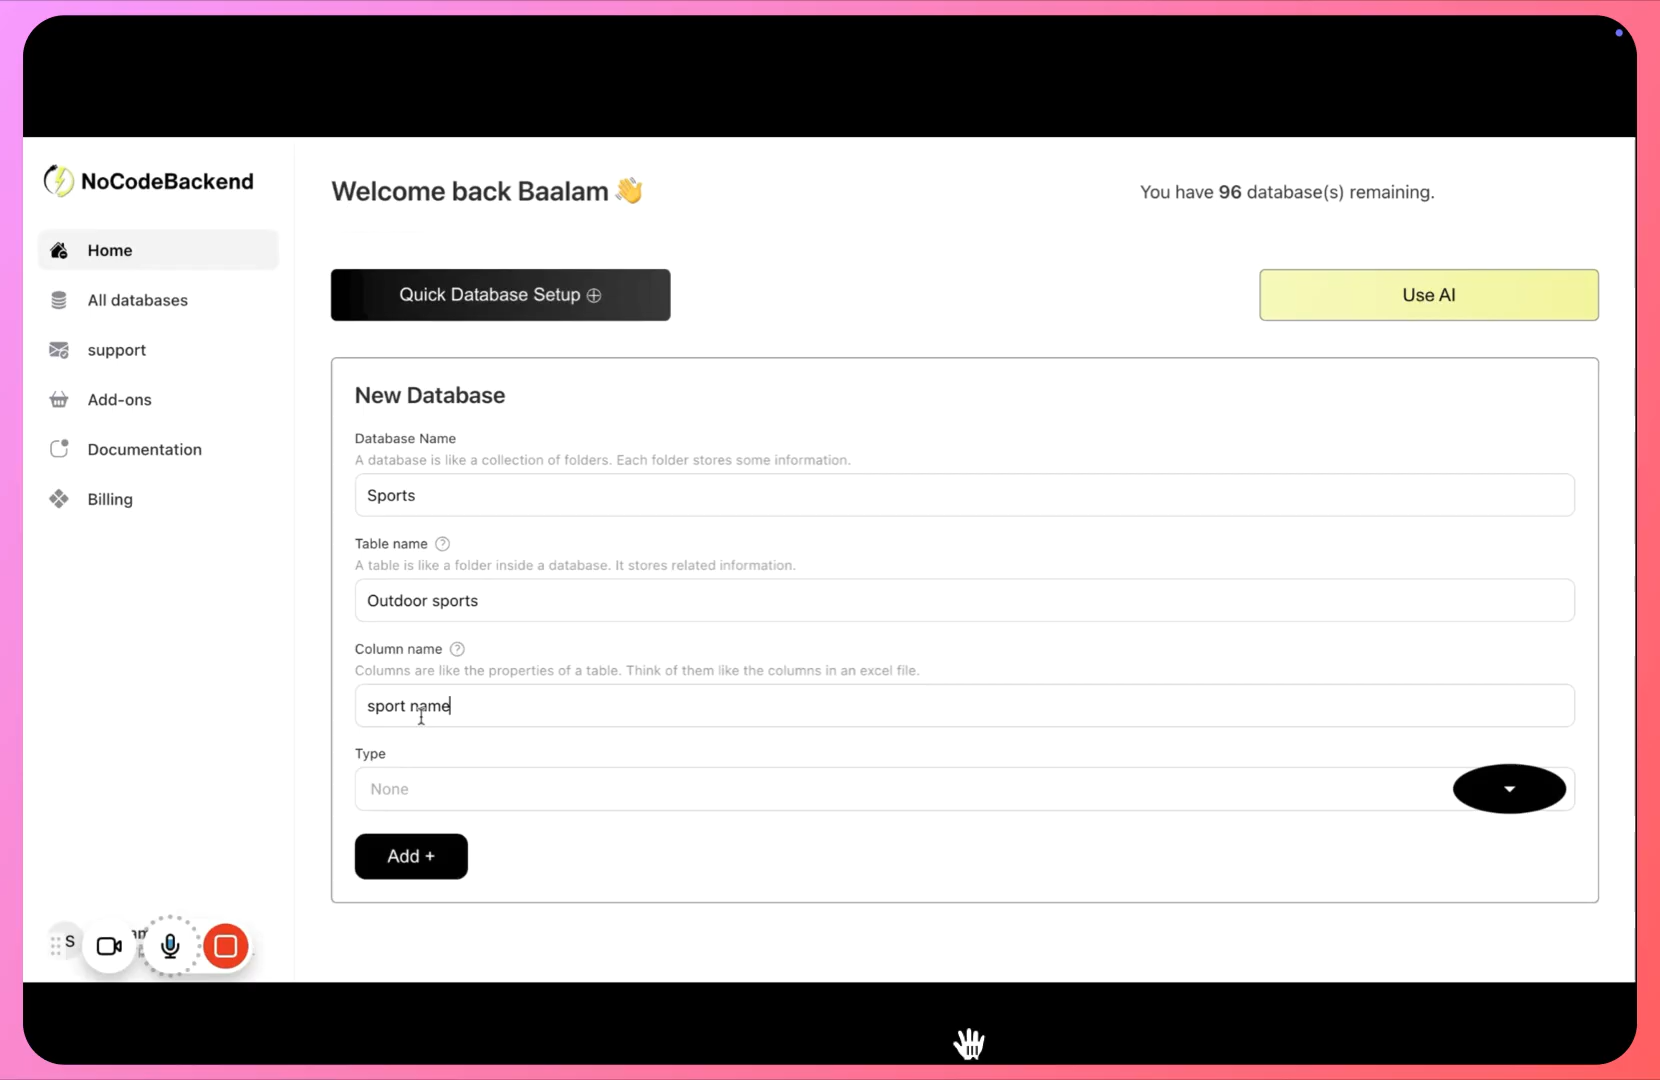 NoCodeBackend
Welcome back Baalam 👋
You have 96 database(s) remaining.
Home
All databases
support
Add-ons
Documentation
Billing
Quick Database Setup ⊕
Use AI
New Database
Database Name
A database is like a collection of folders. Each folder stores some information.
Sports
Table name ?
A table is like a folder inside a database. It stores related information.
Outdoor sports
Column name ?
Columns are like the properties of a table. Think of them like the columns in an excel file.
sport name
Type
None
Add +
S